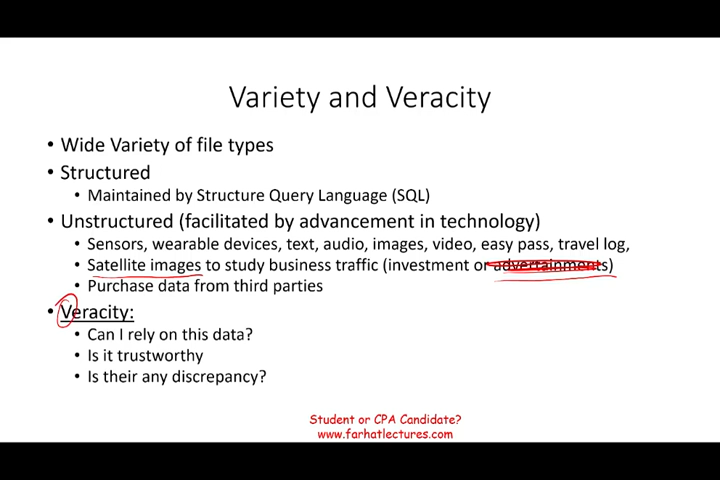 Variety and Veracity
• Wide Variety of file types
• Structured
• Maintained by Structure Query Language (SQL)
• Unstructured (facilitated by advancement in technology)
• Sensors, wearable devices, text, audio, images, video, easy pass, travel log,
• Satellite images to study business traffic (investment or advertainments)
• Purchase data from third parties
• Veracity:
• Can I rely on this data?
• Is it trustworthy
• Is their any discrepancy?
Student or CPA Candidate?
www.farhatlectures.com